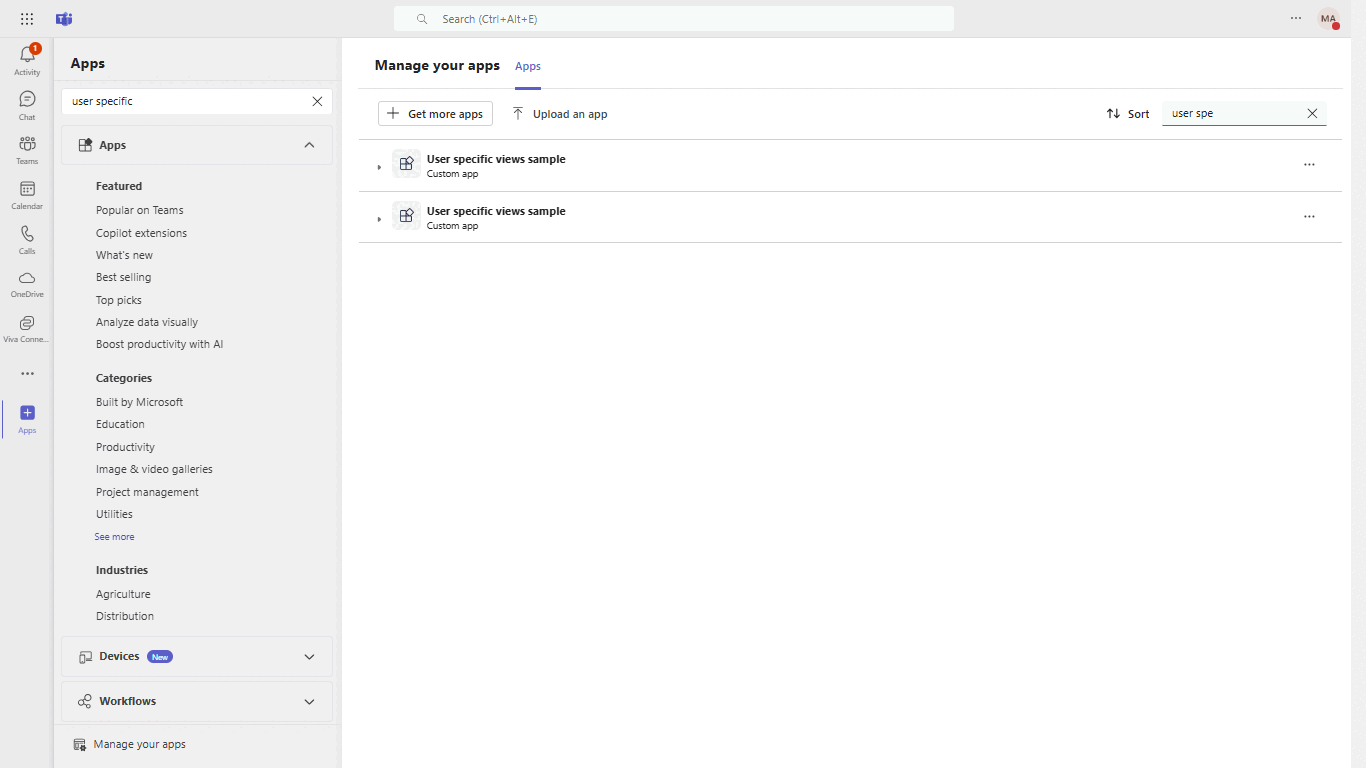 Search (Ctrl+Alt+E)
MA
1
Activity
Chat
Teams
Calendar
Calls
OneDrive
Viva Conne...
Apps
Apps
user specific
Apps
Featured
Popular on Teams
Copilot extensions
What's new
Best selling
Top picks
Analyze data visually
Boost productivity with AI
Categories
Built by Microsoft
Education
Productivity
Image & video galleries
Project management
Utilities
See more
Industries
Agriculture
Distribution
Devices New
Workflows
Manage your apps
Manage your apps Apps
Get more apps Upload an app Sort user spe
User specific views sample
Custom app
User specific views sample
Custom app